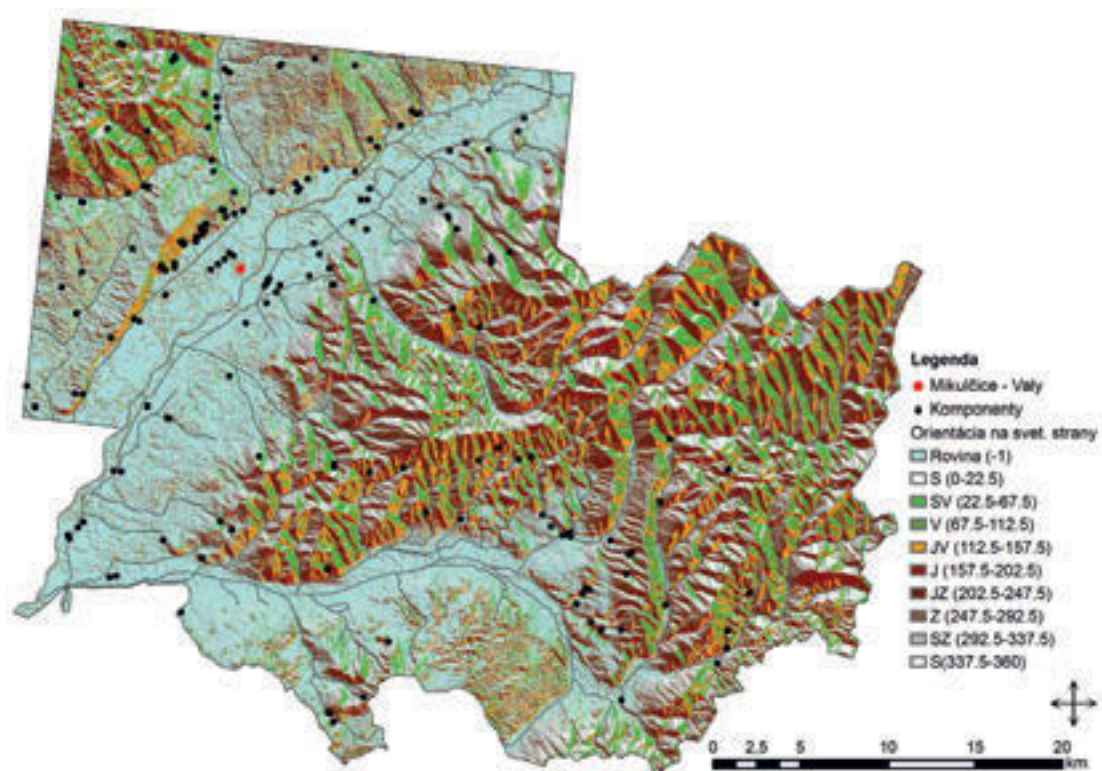 Legenda
Mikulčice - Valy
Komponenty
Orientácia na svet. strany
Rovina (-1)
S (0-22.5)
SV (22.5-67.5)
V (67.5-112.5)
JV (112.5-157.5)
J (157.5-202.5)
JZ (202.5-247.5)
Z (247.5-292.5)
SZ (292.5-337.5)
S(337.5-360)
0 2.5 5 10 15 20
km